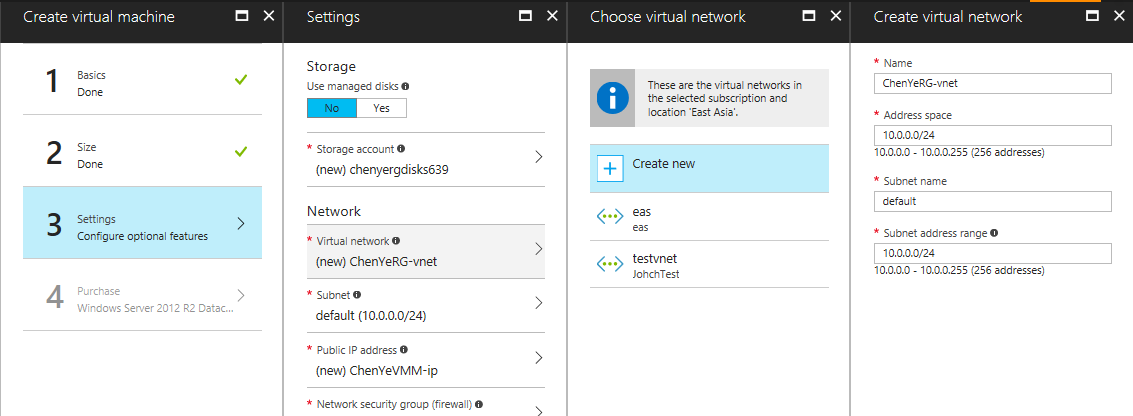 Create virtual machine
1
Basics
Done
2
Size
Done
3
Settings
Configure optional features
4
Purchase
Windows Server 2012 R2 Datac...
Settings
Storage
Use managed disks
No
Yes
* Storage account
(new) chenyergdisks639
Network
* Virtual network
(new) ChenYeRG-vnet
* Subnet
default (10.0.0.0/24)
* Public IP address
(new) ChenYeVMM-ip
* Network security group (firewall)
Choose virtual network
These are the virtual networks in
the selected subscription and
location 'East Asia'.
Create new
eas
eas
testvnet
JohchTest
Create virtual network
* Name
ChenYeRG-vnet
* Address space
10.0.0.0/24
10.0.0.0 - 10.0.0.255 (256 addresses)
* Subnet name
default
* Subnet address range
10.0.0.0/24
10.0.0.0 - 10.0.0.255 (256 addresses)